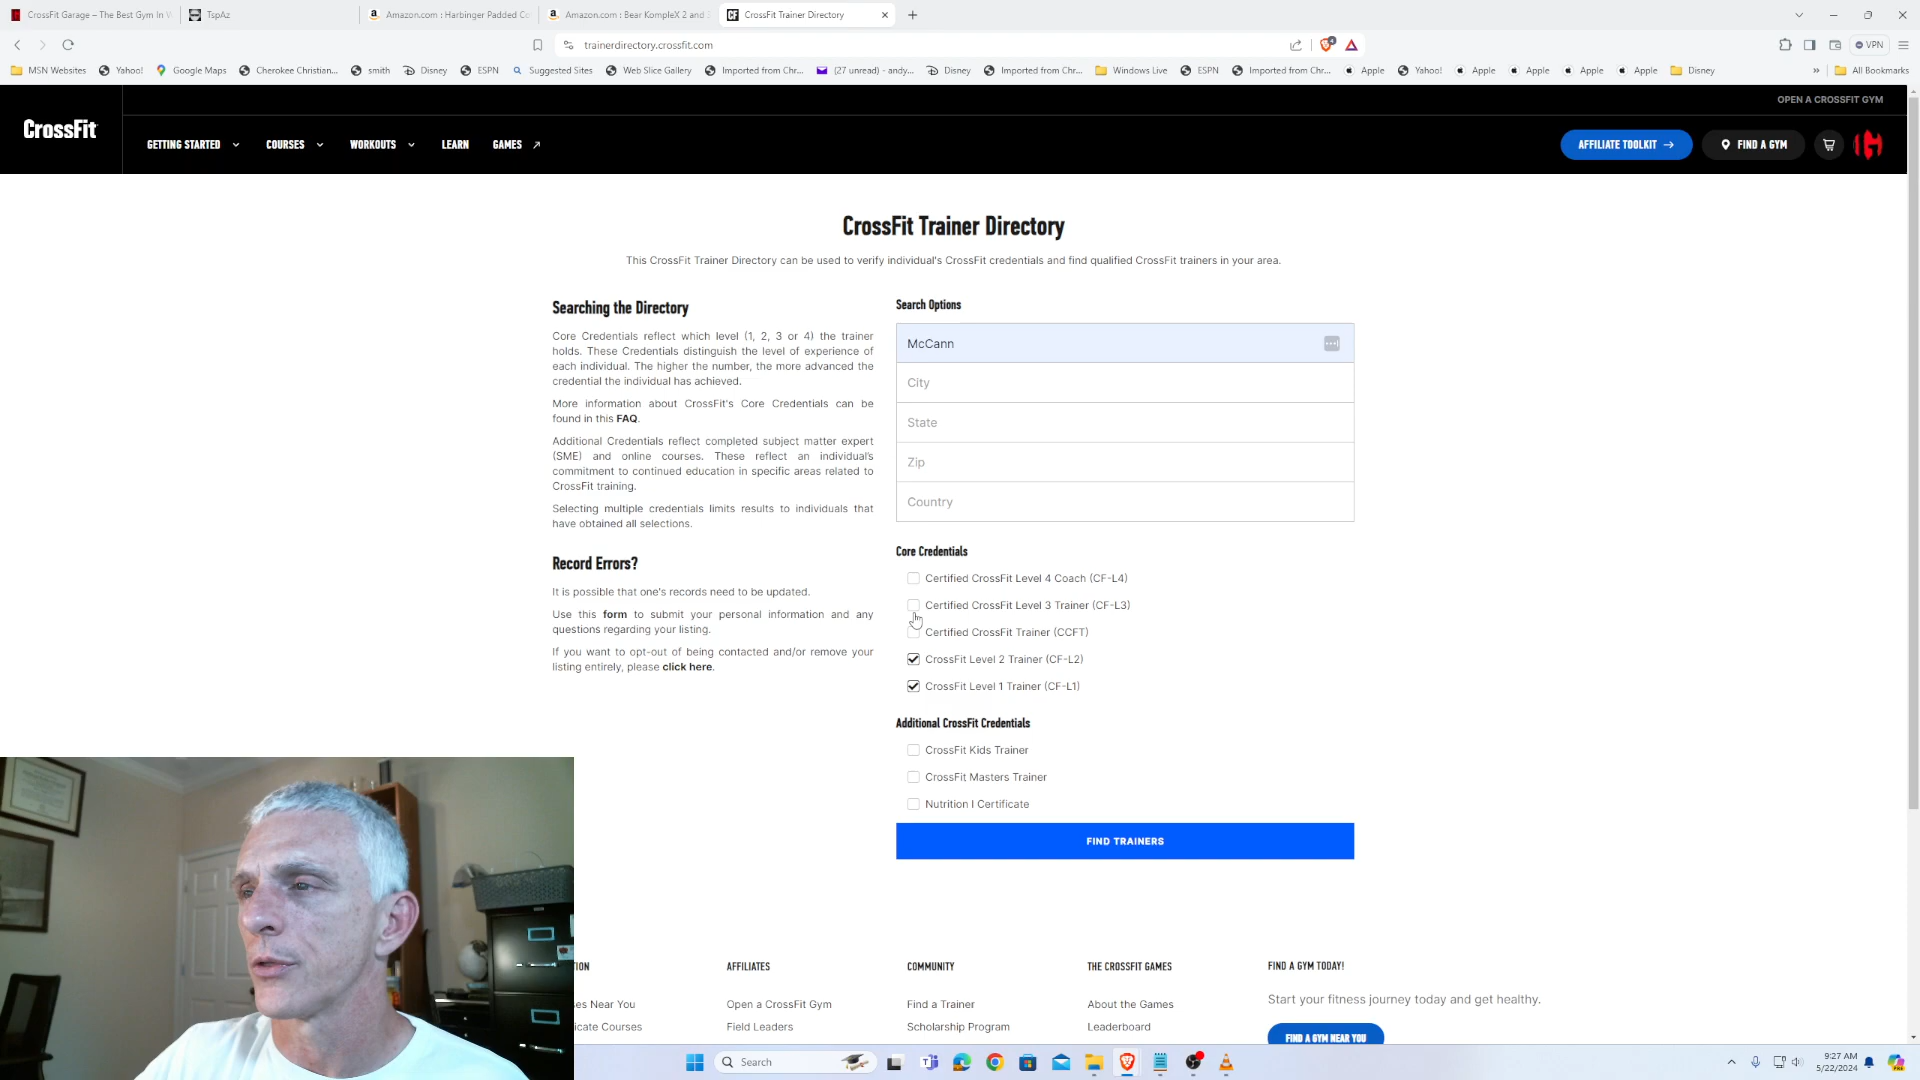 CrossFit Garage – The Best Gym In
TspAz
Amazon.com : Harbinger Padded Co
Amazon.com : Bear KompleX 2 and
CF CrossFit Trainer Directory
trainerdirectory.crossfit.com
4
VPN
MSN Websites
Yahoo!
Google Maps
Cherokee Christian...
smith
Disney
ESPN
Suggested Sites
Web Slice Gallery
Imported from Chr...
(27 unread) - andy...
Disney
Imported from Chr...
Windows Live
ESPN
Imported from Chr...
Apple
Yahoo!
Apple
Apple
Apple
Apple
Disney
All Bookmarks
OPEN A CROSSFIT GYM
CrossFit
GETTING STARTED
COURSES
WORKOUTS
LEARN
GAMES
AFFILIATE TOOLKIT
FIND A GYM
CrossFit Trainer Directory
This CrossFit Trainer Directory can be used to verify individual's CrossFit credentials and find qualified CrossFit trainers in your area.
Searching the Directory
Core Credentials reflect which level (1, 2, 3 or 4) the trainer
holds. These Credentials distinguish the level of experience of
each individual. The higher the number, the more advanced the
credential the individual has achieved.
More information about CrossFit's Core Credentials can be
found in this FAQ.
Additional Credentials reflect completed subject matter expert
(SME) and online courses. These reflect an individual's
commitment to continued education in specific areas related to
CrossFit training.
Selecting multiple credentials limits results to individuals that
have obtained all selections.
Record Errors?
It is possible that one's records need to be updated.
Use this form to submit your personal information and any
questions regarding your listing.
If you want to opt-out of being contacted and/or remove your
listing entirely, please click here.
Search Options
McCann
City
State
Zip
Country
Core Credentials
Certified CrossFit Level 4 Coach (CF-L4)
Certified CrossFit Level 3 Trainer (CF-L3)
Certified CrossFit Trainer (CCFT)
CrossFit Level 2 Trainer (CF-L2)
CrossFit Level 1 Trainer (CF-L1)
Additional CrossFit Credentials
CrossFit Kids Trainer
CrossFit Masters Trainer
Nutrition I Certificate
FIND TRAINERS
ION
es Near You
icate Courses
AFFILIATES
Open a CrossFit Gym
Field Leaders
COMMUNITY
Find a Trainer
Scholarship Program
THE CROSSFIT GAMES
About the Games
Leaderboard
FIND A GYM TODAY!
Start your fitness journey today and get healthy.
FIND A GYM NEAR YOU
Search
9:27 AM
5/22/2024